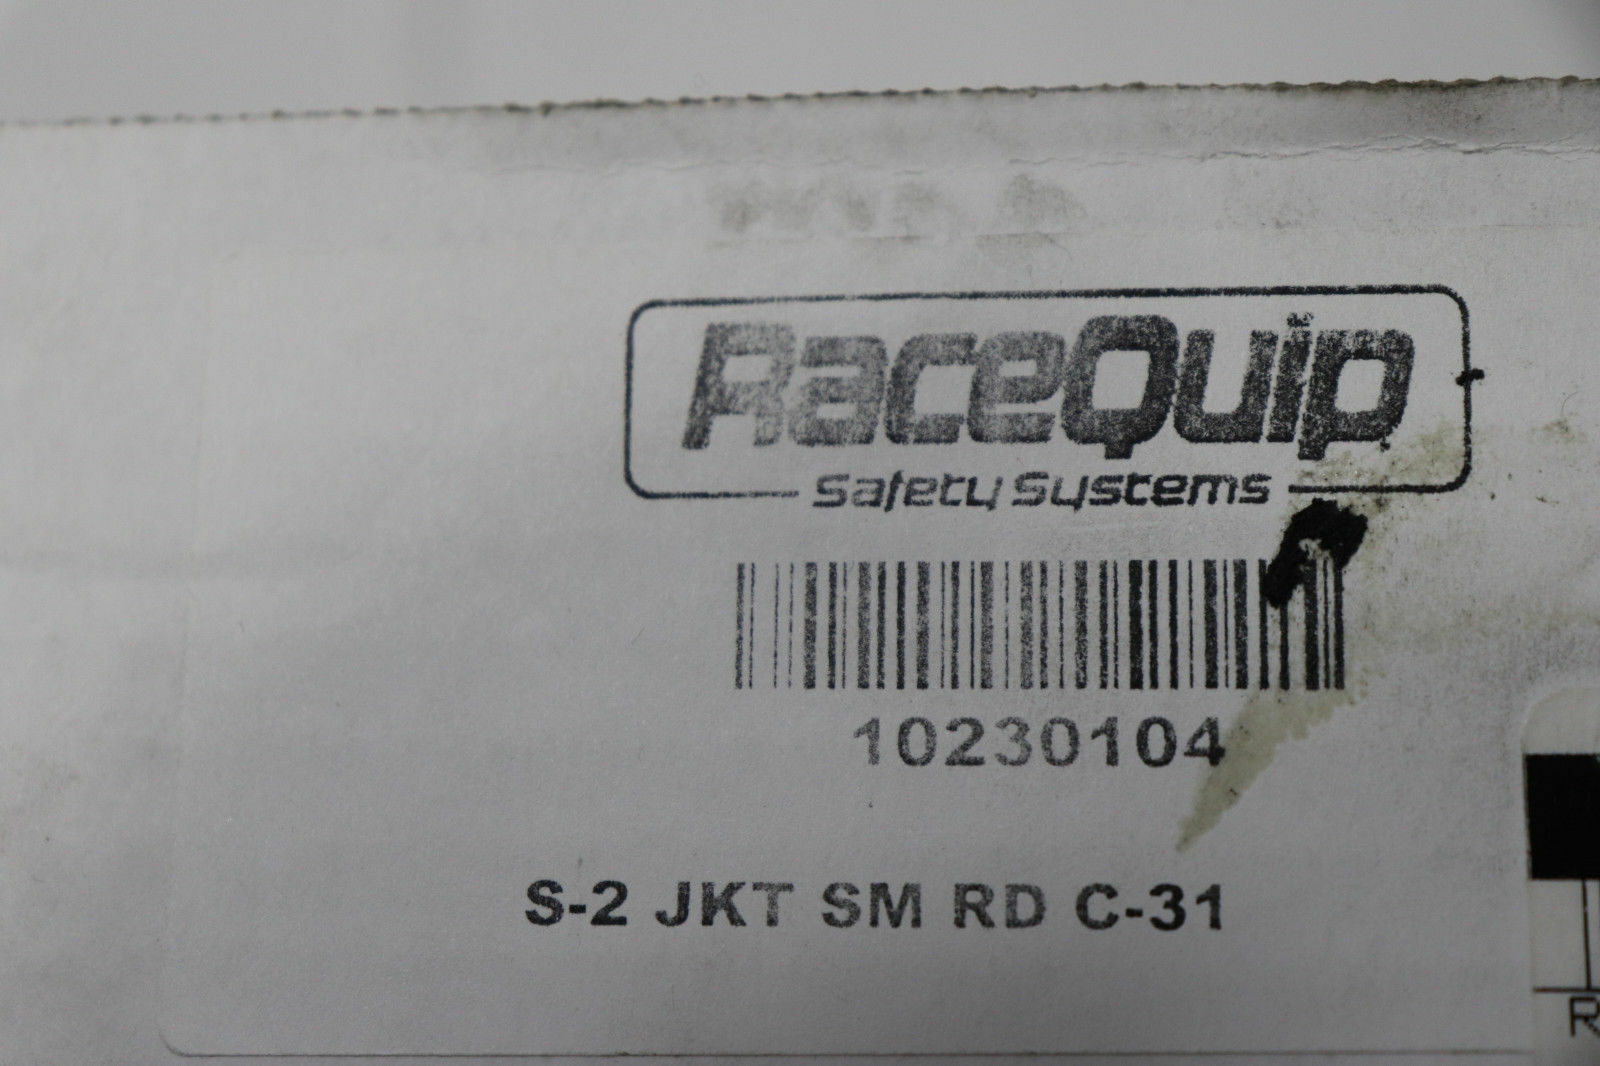 RaceQuip
Safety Systems
10230104
S-2 JKT SM RD C-31
R